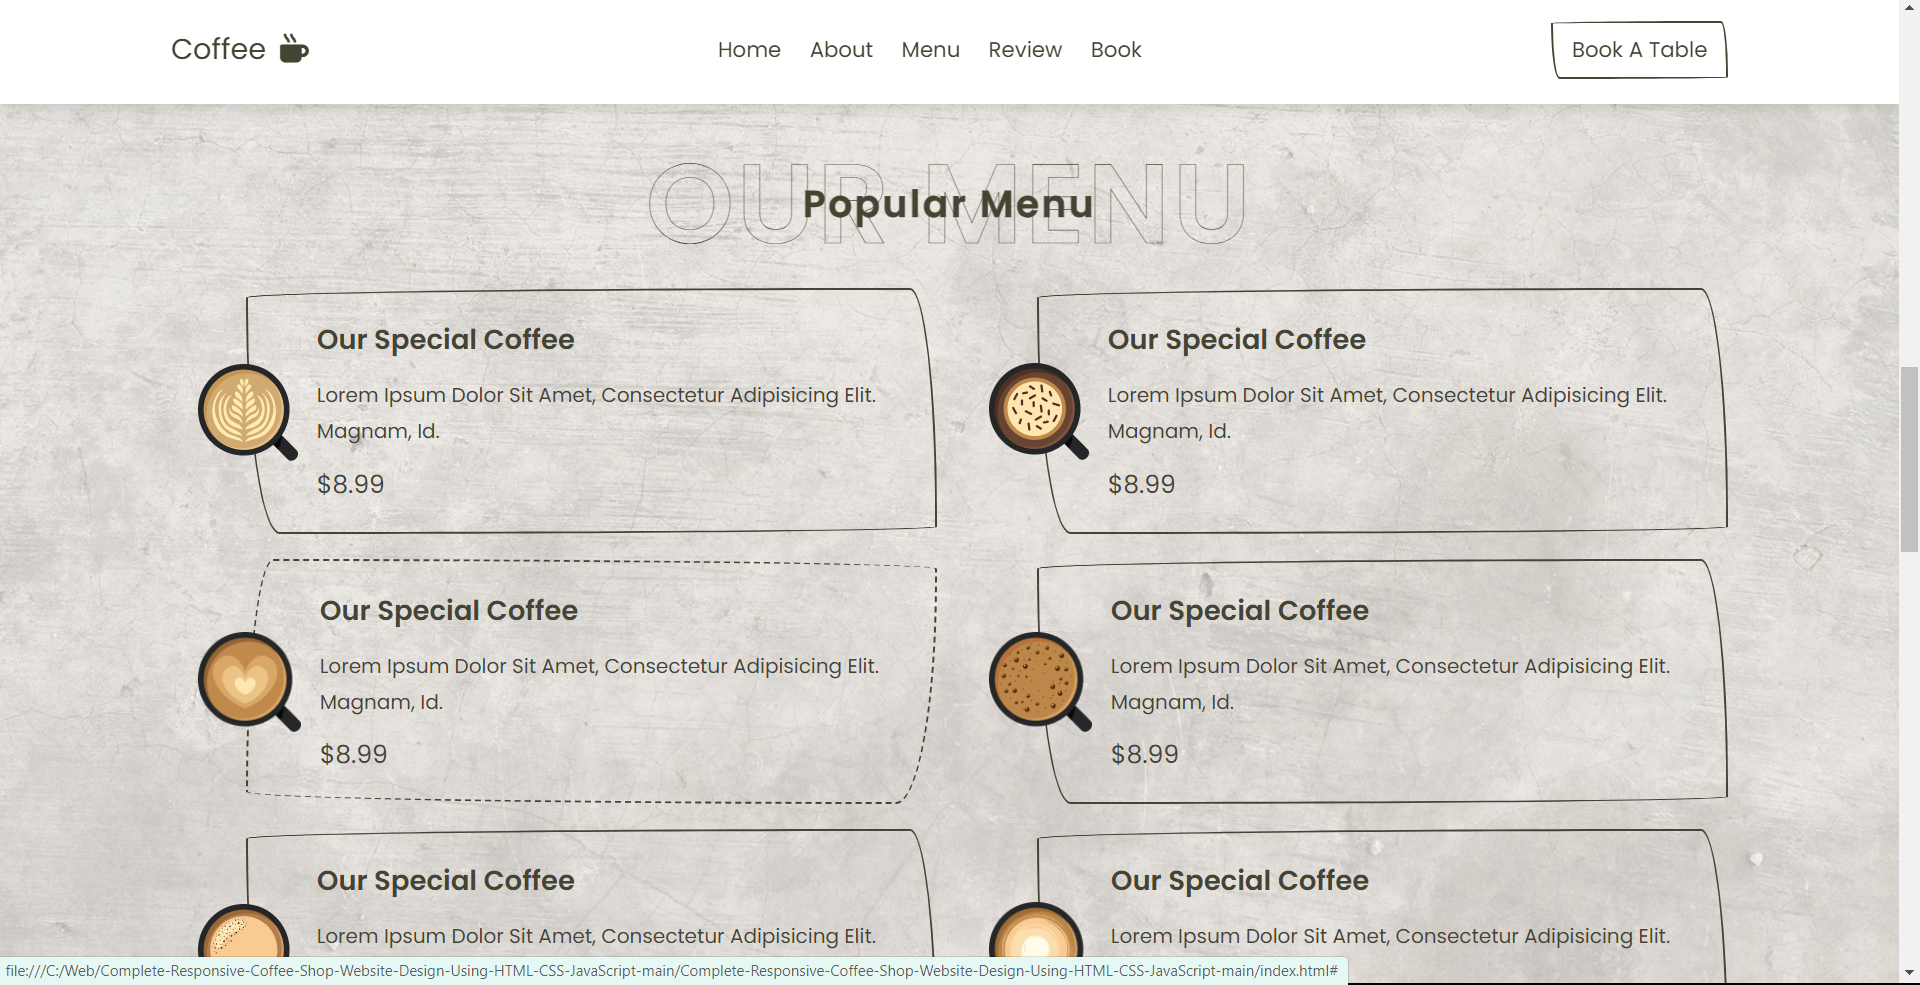 Coffee
Home About Menu Review Book
Book A Table
OUR MENU
Popular Menu
Our Special Coffee
Lorem Ipsum Dolor Sit Amet, Consectetur Adipisicing Elit.
Magnam, Id.
$8.99
Our Special Coffee
Lorem Ipsum Dolor Sit Amet, Consectetur Adipisicing Elit.
Magnam, Id.
$8.99
Our Special Coffee
Lorem Ipsum Dolor Sit Amet, Consectetur Adipisicing Elit.
Magnam, Id.
$8.99
Our Special Coffee
Lorem Ipsum Dolor Sit Amet, Consectetur Adipisicing Elit.
Magnam, Id.
$8.99
Our Special Coffee
Lorem Ipsum Dolor Sit Amet, Consectetur Adipisicing Elit.
Our Special Coffee
Lorem Ipsum Dolor Sit Amet, Consectetur Adipisicing Elit.
file:///C:/Web/Complete-Responsive-Coffee-Shop-Website-Design-Using-HTML-CSS-JavaScript-main/Complete-Responsive-Coffee-Shop-Website-Design-Using-HTML-CSS-JavaScript-main/index.html#